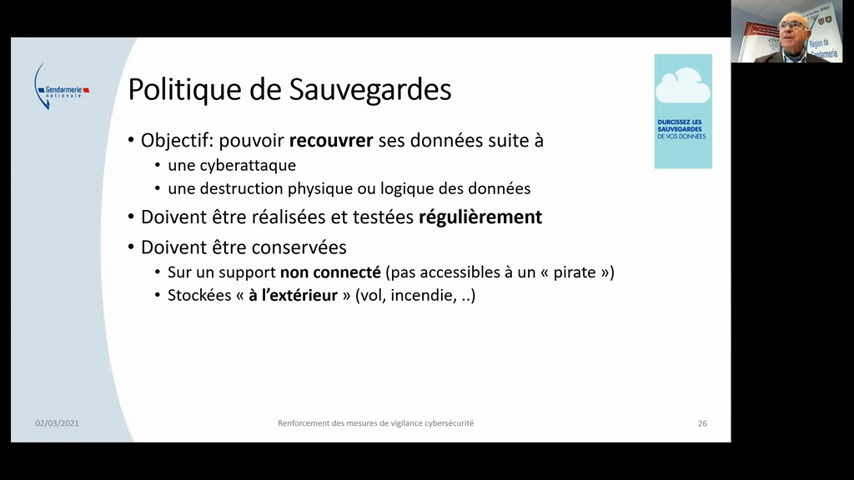 Politique de Sauvegardes
Gendarmerie
nationale
• Objectif: pouvoir recouvrer ses données suite à
• une cyberattaque
• une destruction physique ou logique des données
• Doivent être réalisées et testées régulièrement
• Doivent être conservées
• Sur un support non connecté (pas accessibles à un « pirate »)
• Stockées « à l’extérieur » (vol, incendie, ..)
DURCISSEZ LES
SAUVEGARDES
DE VOS DONNÉES
02/03/2021
Renforcement des mesures de vigilance cybersécurité
26
Région de
Gendarmerie